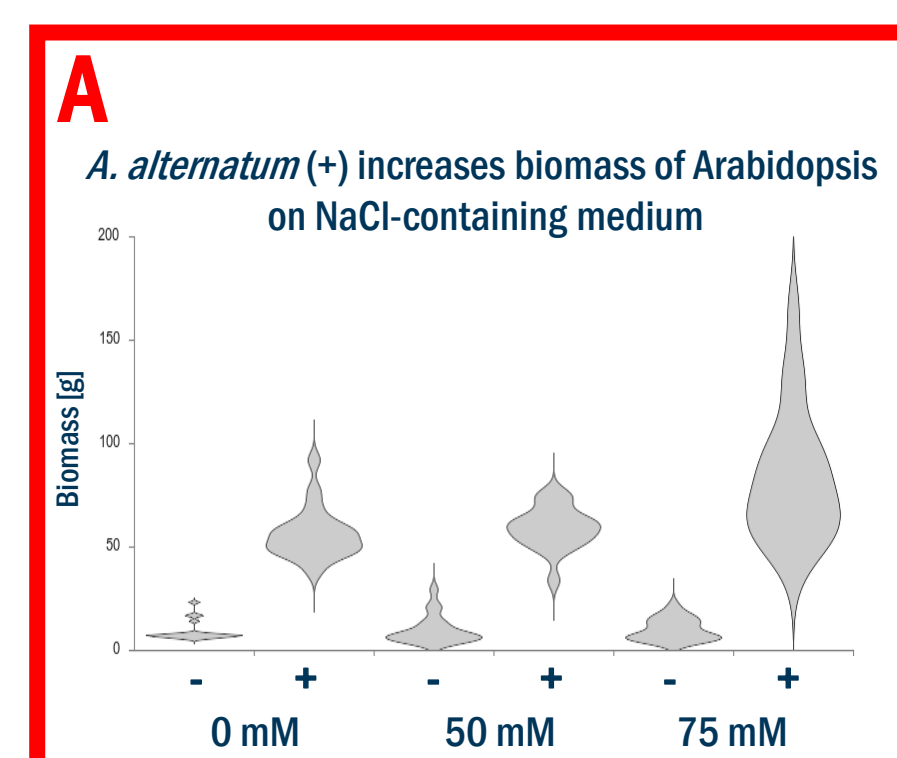 A
A. alternatum (+) increases biomass of Arabidopsis
on NaCl-containing medium
200
150
100
50
0
Biomass [g]
- + - + - +
0 mM 50 mM 75 mM